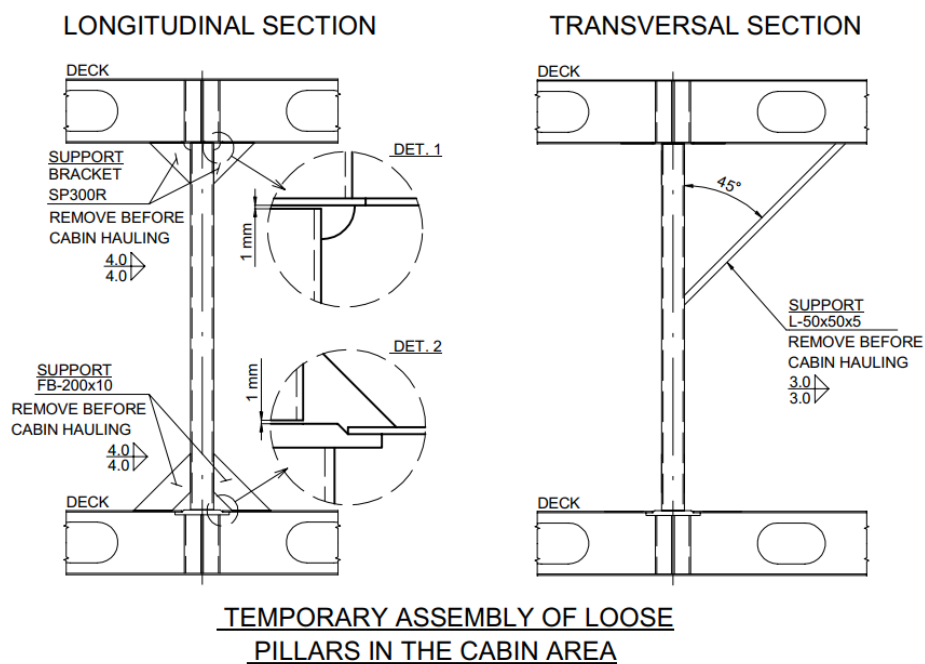 LONGITUDINAL SECTION
TRANSVERSAL SECTION
DECK
SUPPORT
BRACKET
SP300R
REMOVE BEFORE
CABIN HAULING
4.0
4.0
DET. 1
1 mm
DET. 2
1 mm
SUPPORT
FB-200x10
REMOVE BEFORE
CABIN HAULING
4.0
4.0
DECK
DECK
45°
SUPPORT
L-50x50x5
REMOVE BEFORE
CABIN HAULING
3.0
3.0
DECK
TEMPORARY ASSEMBLY OF LOOSE
PILLARS IN THE CABIN AREA